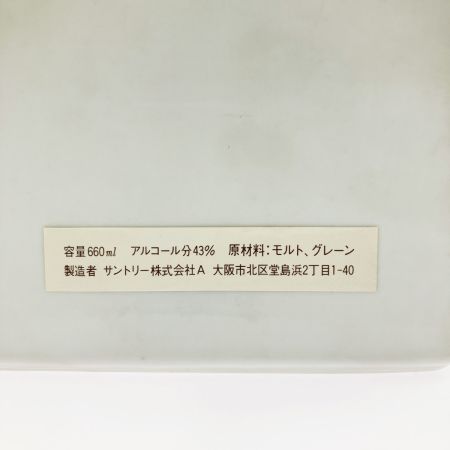 容量660ml アルコール分43% 原材料:モルト、グレーン
製造者 サントリー株式会社A 大阪市北区堂島浜2丁目1-40